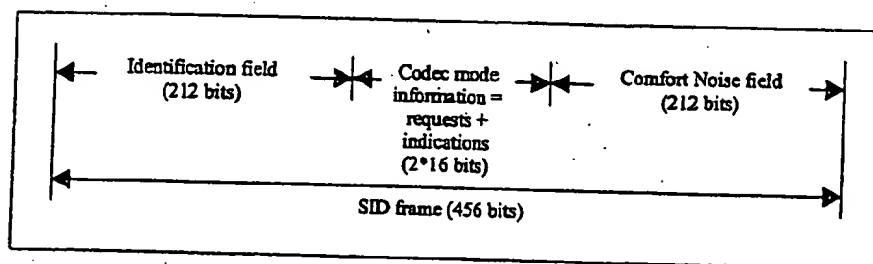 Identification field
(212 bits)
Codec mode
information =
requests +
indications
(2*16 bits)
Comfort Noise field
(212 bits)
SID frame (456 bits)